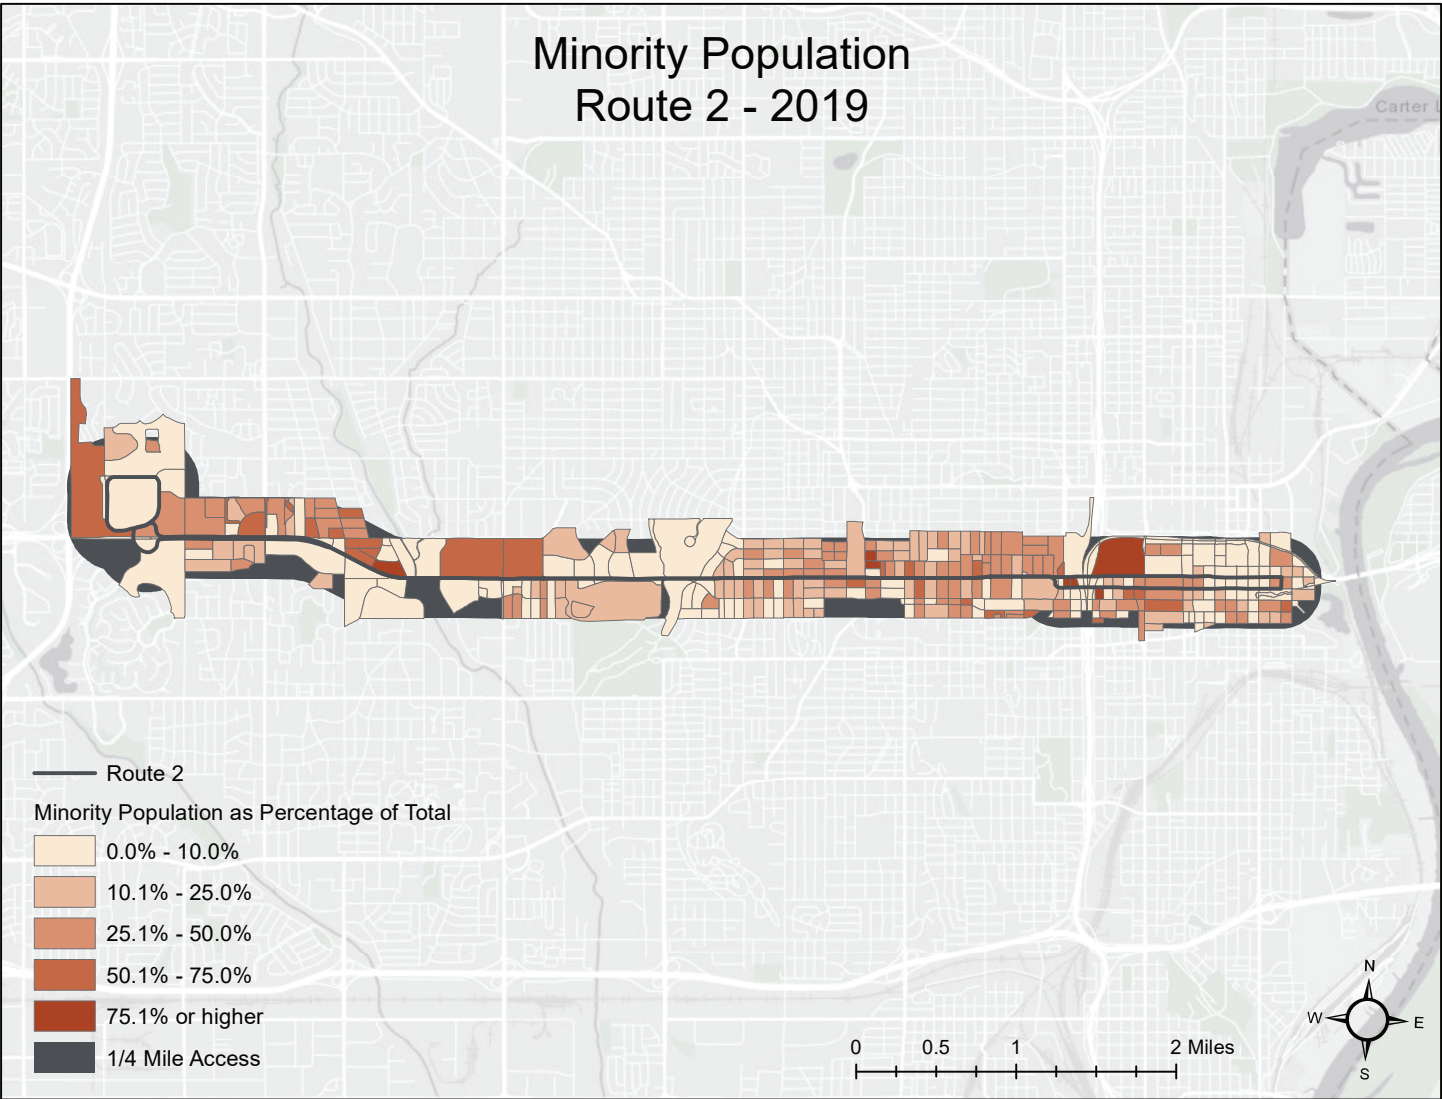 Minority Population
Route 2 - 2019
Carter L
Route 2
Minority Population as Percentage of Total
0.0% - 10.0%
10.1% - 25.0%
25.1% - 50.0%
50.1% - 75.0%
75.1% or higher
1/4 Mile Access
0 0.5 1 2 Miles
N
W E
S